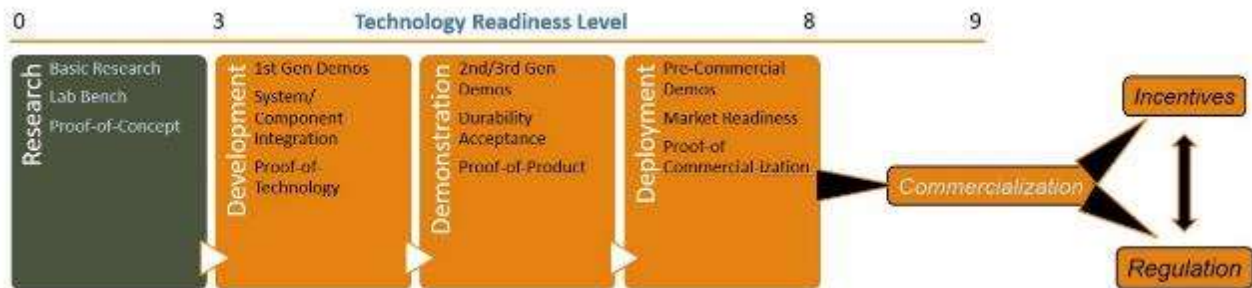 0 3 Technology Readiness Level 8 9
Research
Basic Research
Lab Bench
Proof-of-Concept
Development
1st Gen Demos
System/
Component
Integration
Proof-of-
Technology
Demonstration
2nd/3rd Gen
Demos
Durability
Acceptance
Proof-of-Product
Deployment
Pre-Commercial
Demos
Market Readiness
Proof-of
Commercial-ization
Commercialization
Incentives
Regulation